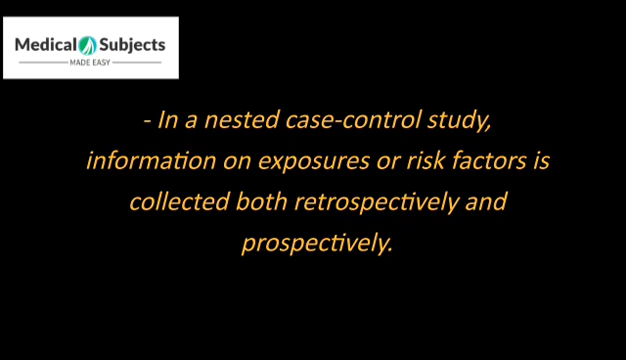 Medical Subjects
MADE EASY
- In a nested case-control study,
information on exposures or risk factors is
collected both retrospectively and
prospectively.